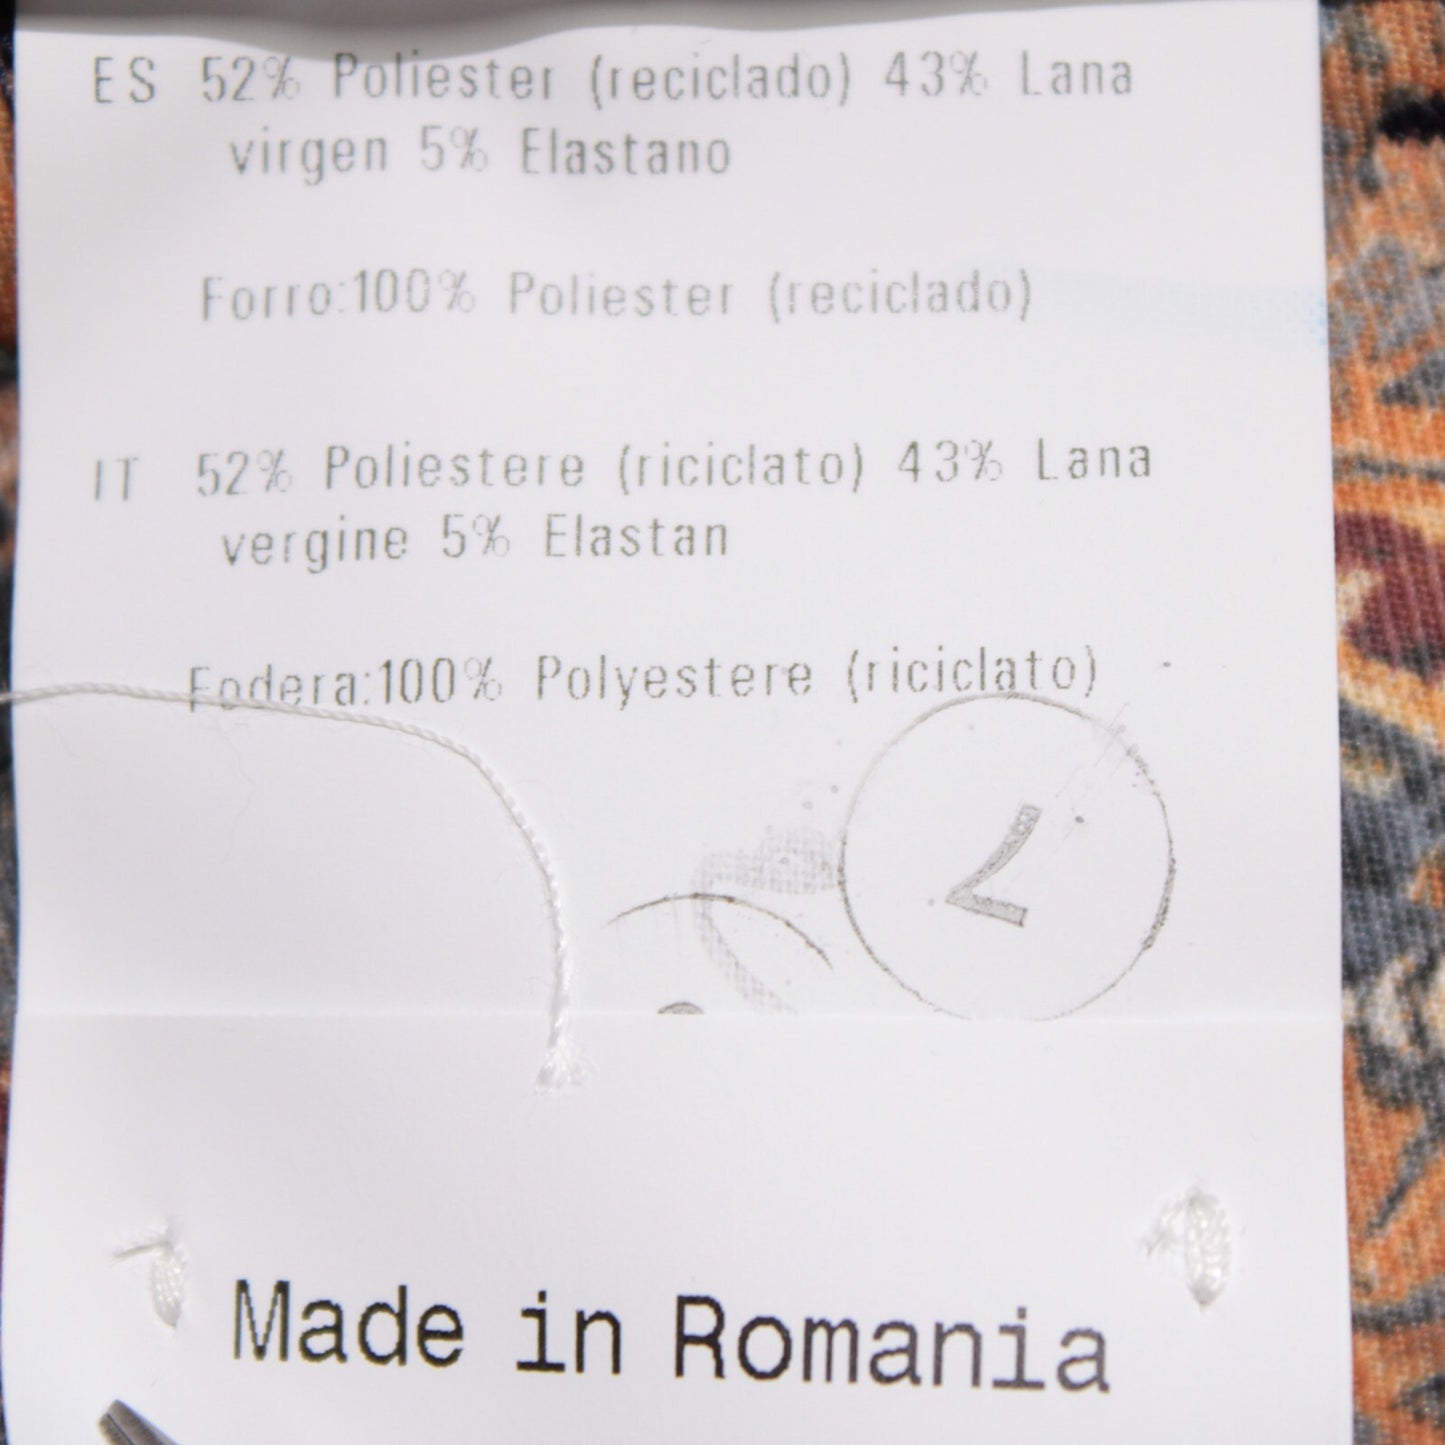 ES 52% Poliester (reciclado) 43% Lana
virgen 5% Elastano
Forro:100% Poliester (reciclado)
IT 52% Poliestere (riciclato) 43% Lana
vergine 5% Elastan
Fodera:100% Polyestere (riciclato)
7
Made in Romania